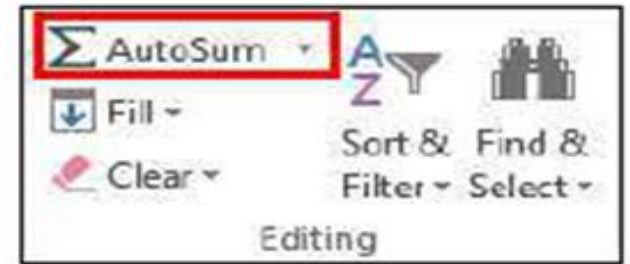 Σ AutoSum
Fill
Clear
A
Z
Sort &
Filter
Find &
Select
Editing